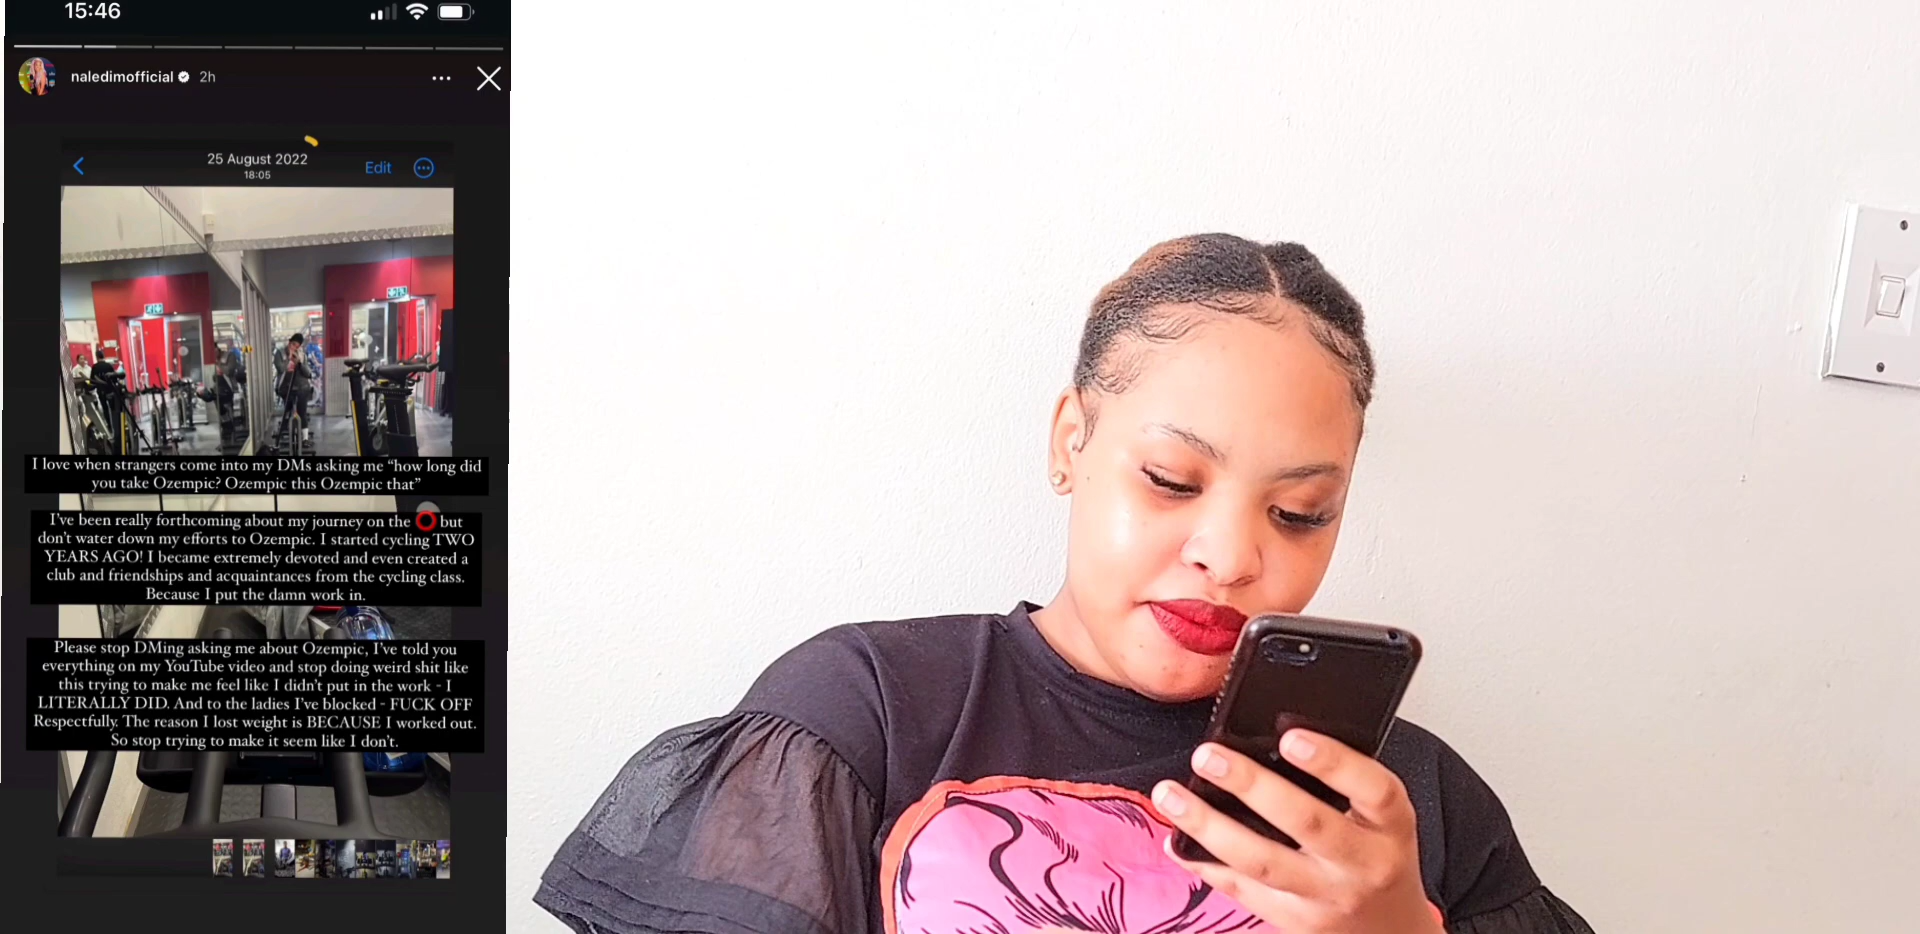 15:46
naledimofficial 2h
25 August 2022
18:05
Edit
I love when strangers come into my DMs asking me “how long did
you take Ozempic? Ozempic this Ozempic that”
I’ve been really forthcoming about my journey on the ⭕ but
don’t water down my efforts to Ozempic. I started cycling TWO
YEARS AGO! I became extremely devoted and even created a
club and friendships and acquaintances from the cycling class.
Because I put the damn work in.
Please stop DMing asking me about Ozempic, I’ve told you
everything on my YouTube video and stop doing weird shit like
this trying to make me feel like I didn’t put in the work - I
LITERALLY DID. And to the ladies I’ve blocked - FUCK OFF
Respectfully. The reason I lost weight is BECAUSE I worked out.
So stop trying to make it seem like I don’t.